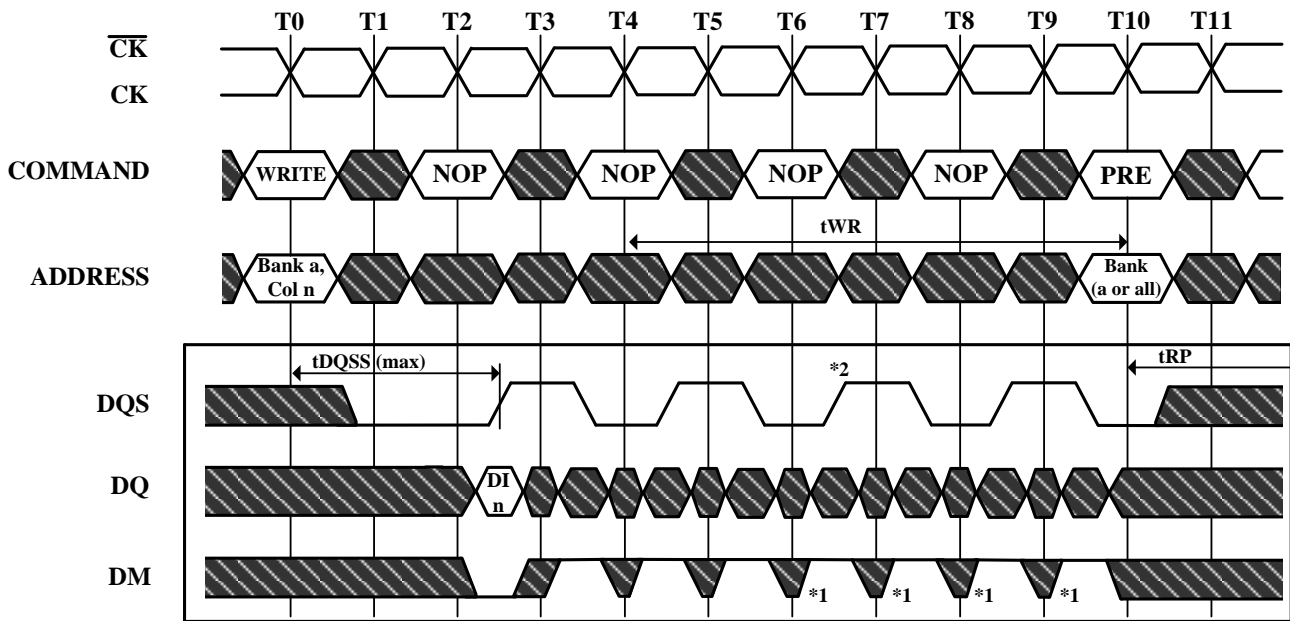 T0 T1 T2 T3 T4 T5 T6 T7 T8 T9 T10 T11
CK
CK
COMMAND WRITE NOP NOP NOP NOP PRE
tWR
ADDRESS Bank a, Col n Bank (a or all)
tDQSS (max) *2 tRP
DQS
DQ DI n
DM *1 *1 *1 *1